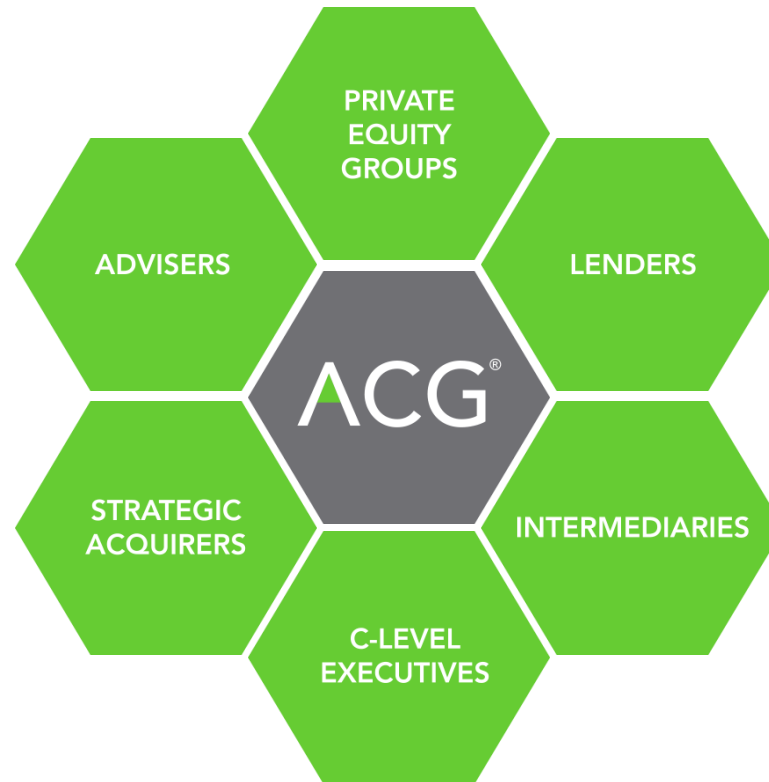 PRIVATE
EQUITY
GROUPS
ADVISERS
LENDERS
ACG®
STRATEGIC
ACQUIRERS
INTERMEDIARIES
C-LEVEL
EXECUTIVES